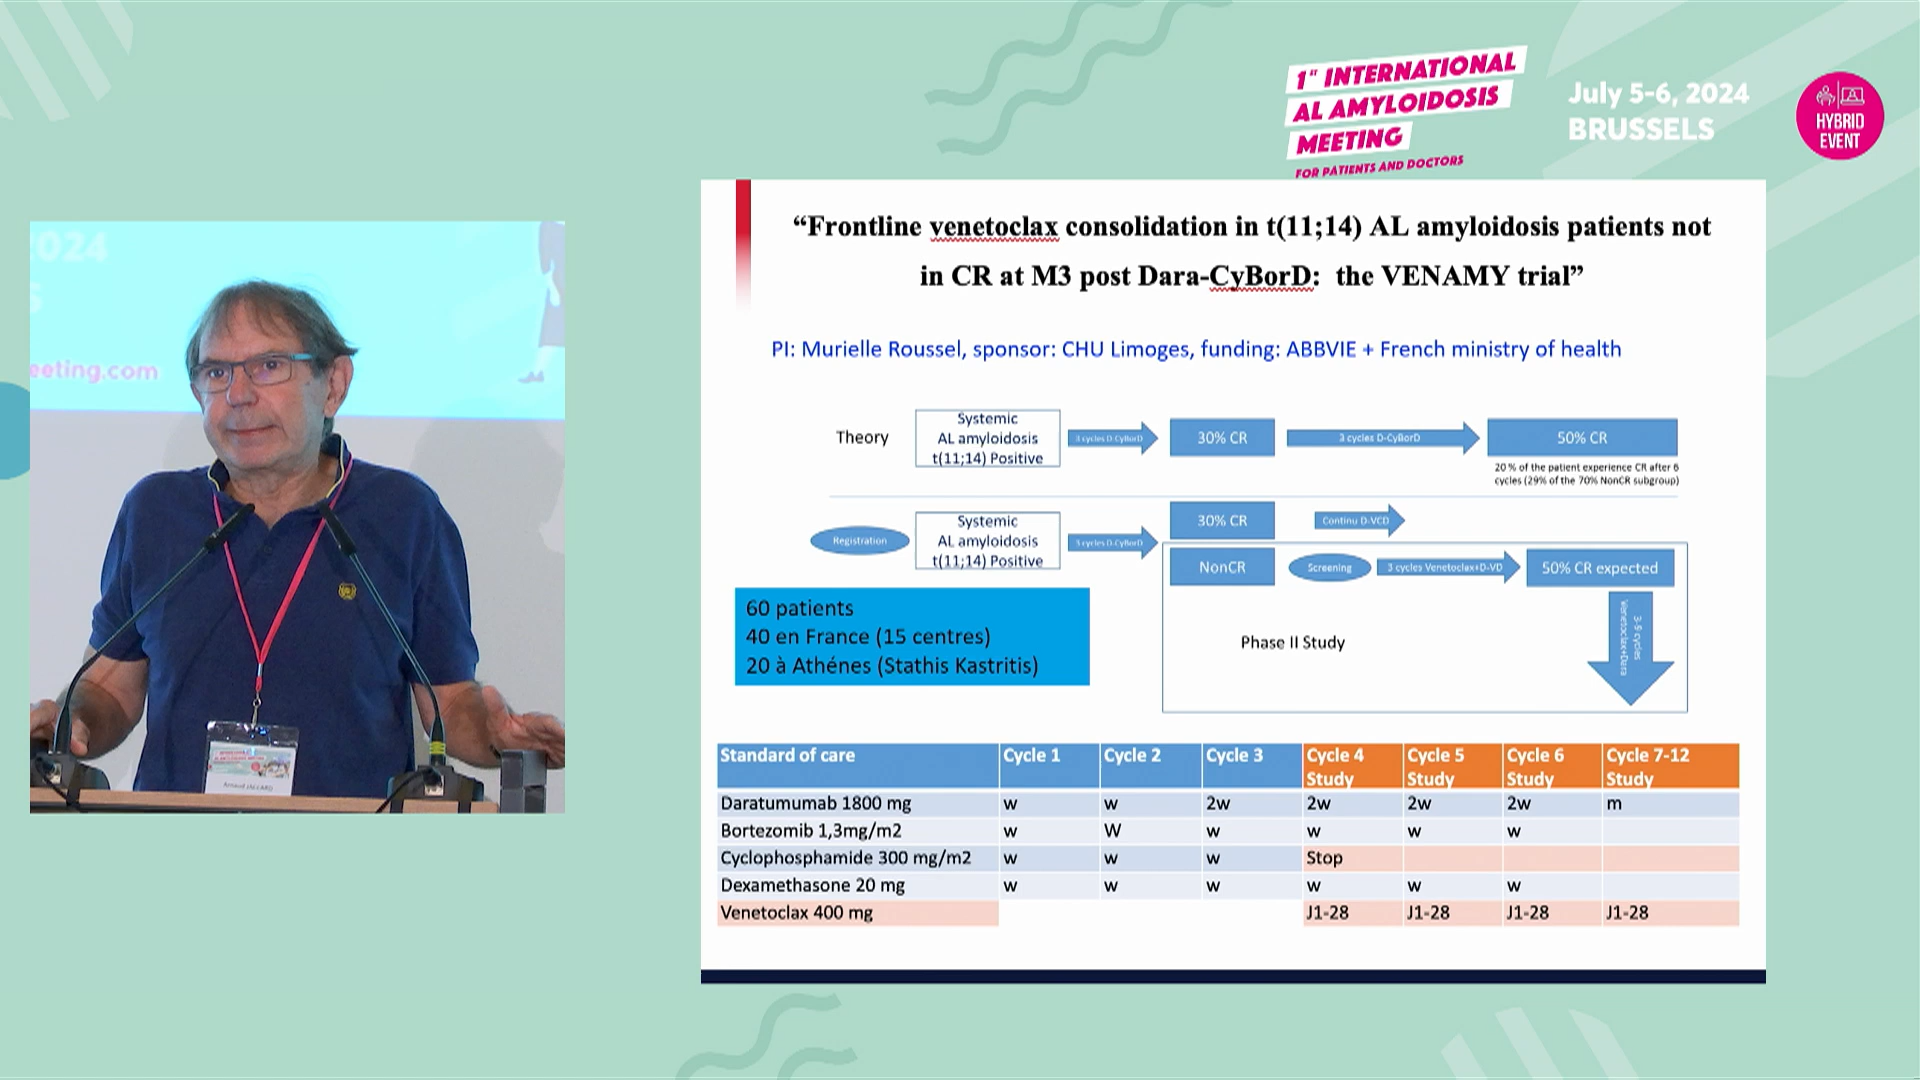 1st INTERNATIONAL
AL AMYLOIDOSIS
MEETING
FOR PATIENTS AND DOCTORS
July 5-6, 2024
BRUSSELS
HYBRID
EVENT
2024
S
eeting.com
Arnaud JACCARD
“Frontline venetoclax consolidation in t(11;14) AL amyloidosis patients not
in CR at M3 post Dara-CyBorD: the VENAMY trial”
PI: Murielle Roussel, sponsor: CHU Limoges, funding: ABBVIE + French ministry of health
Theory
Systemic
AL amyloidosis
t(11;14) Positive
3 cycles D-CyBorD
30% CR
3 cycles D-CyBorD
50% CR
20 % of the patient experience CR after 6
cycles (29% of the 70% NonCR subgroup)
Registration
Systemic
AL amyloidosis
t(11;14) Positive
3 cycles D-CyBorD
30% CR
Continu D-VCD
NonCR
Screening
3 cycles Venetoclax+D-VD
50% CR expected
3-9 cycles
Venetoclax+Dara
Phase II Study
60 patients
40 en France (15 centres)
20 à Athénes (Stathis Kastritis)
Standard of care Cycle 1 Cycle 2 Cycle 3 Cycle 4 Study Cycle 5 Study Cycle 6 Study Cycle 7-12 Study
Daratumumab 1800 mg w w 2w 2w 2w 2w m
Bortezomib 1,3mg/m2 w W w w w w
Cyclophosphamide 300 mg/m2 w w w Stop
Dexamethasone 20 mg w w w w w w
Venetoclax 400 mg J1-28 J1-28 J1-28 J1-28